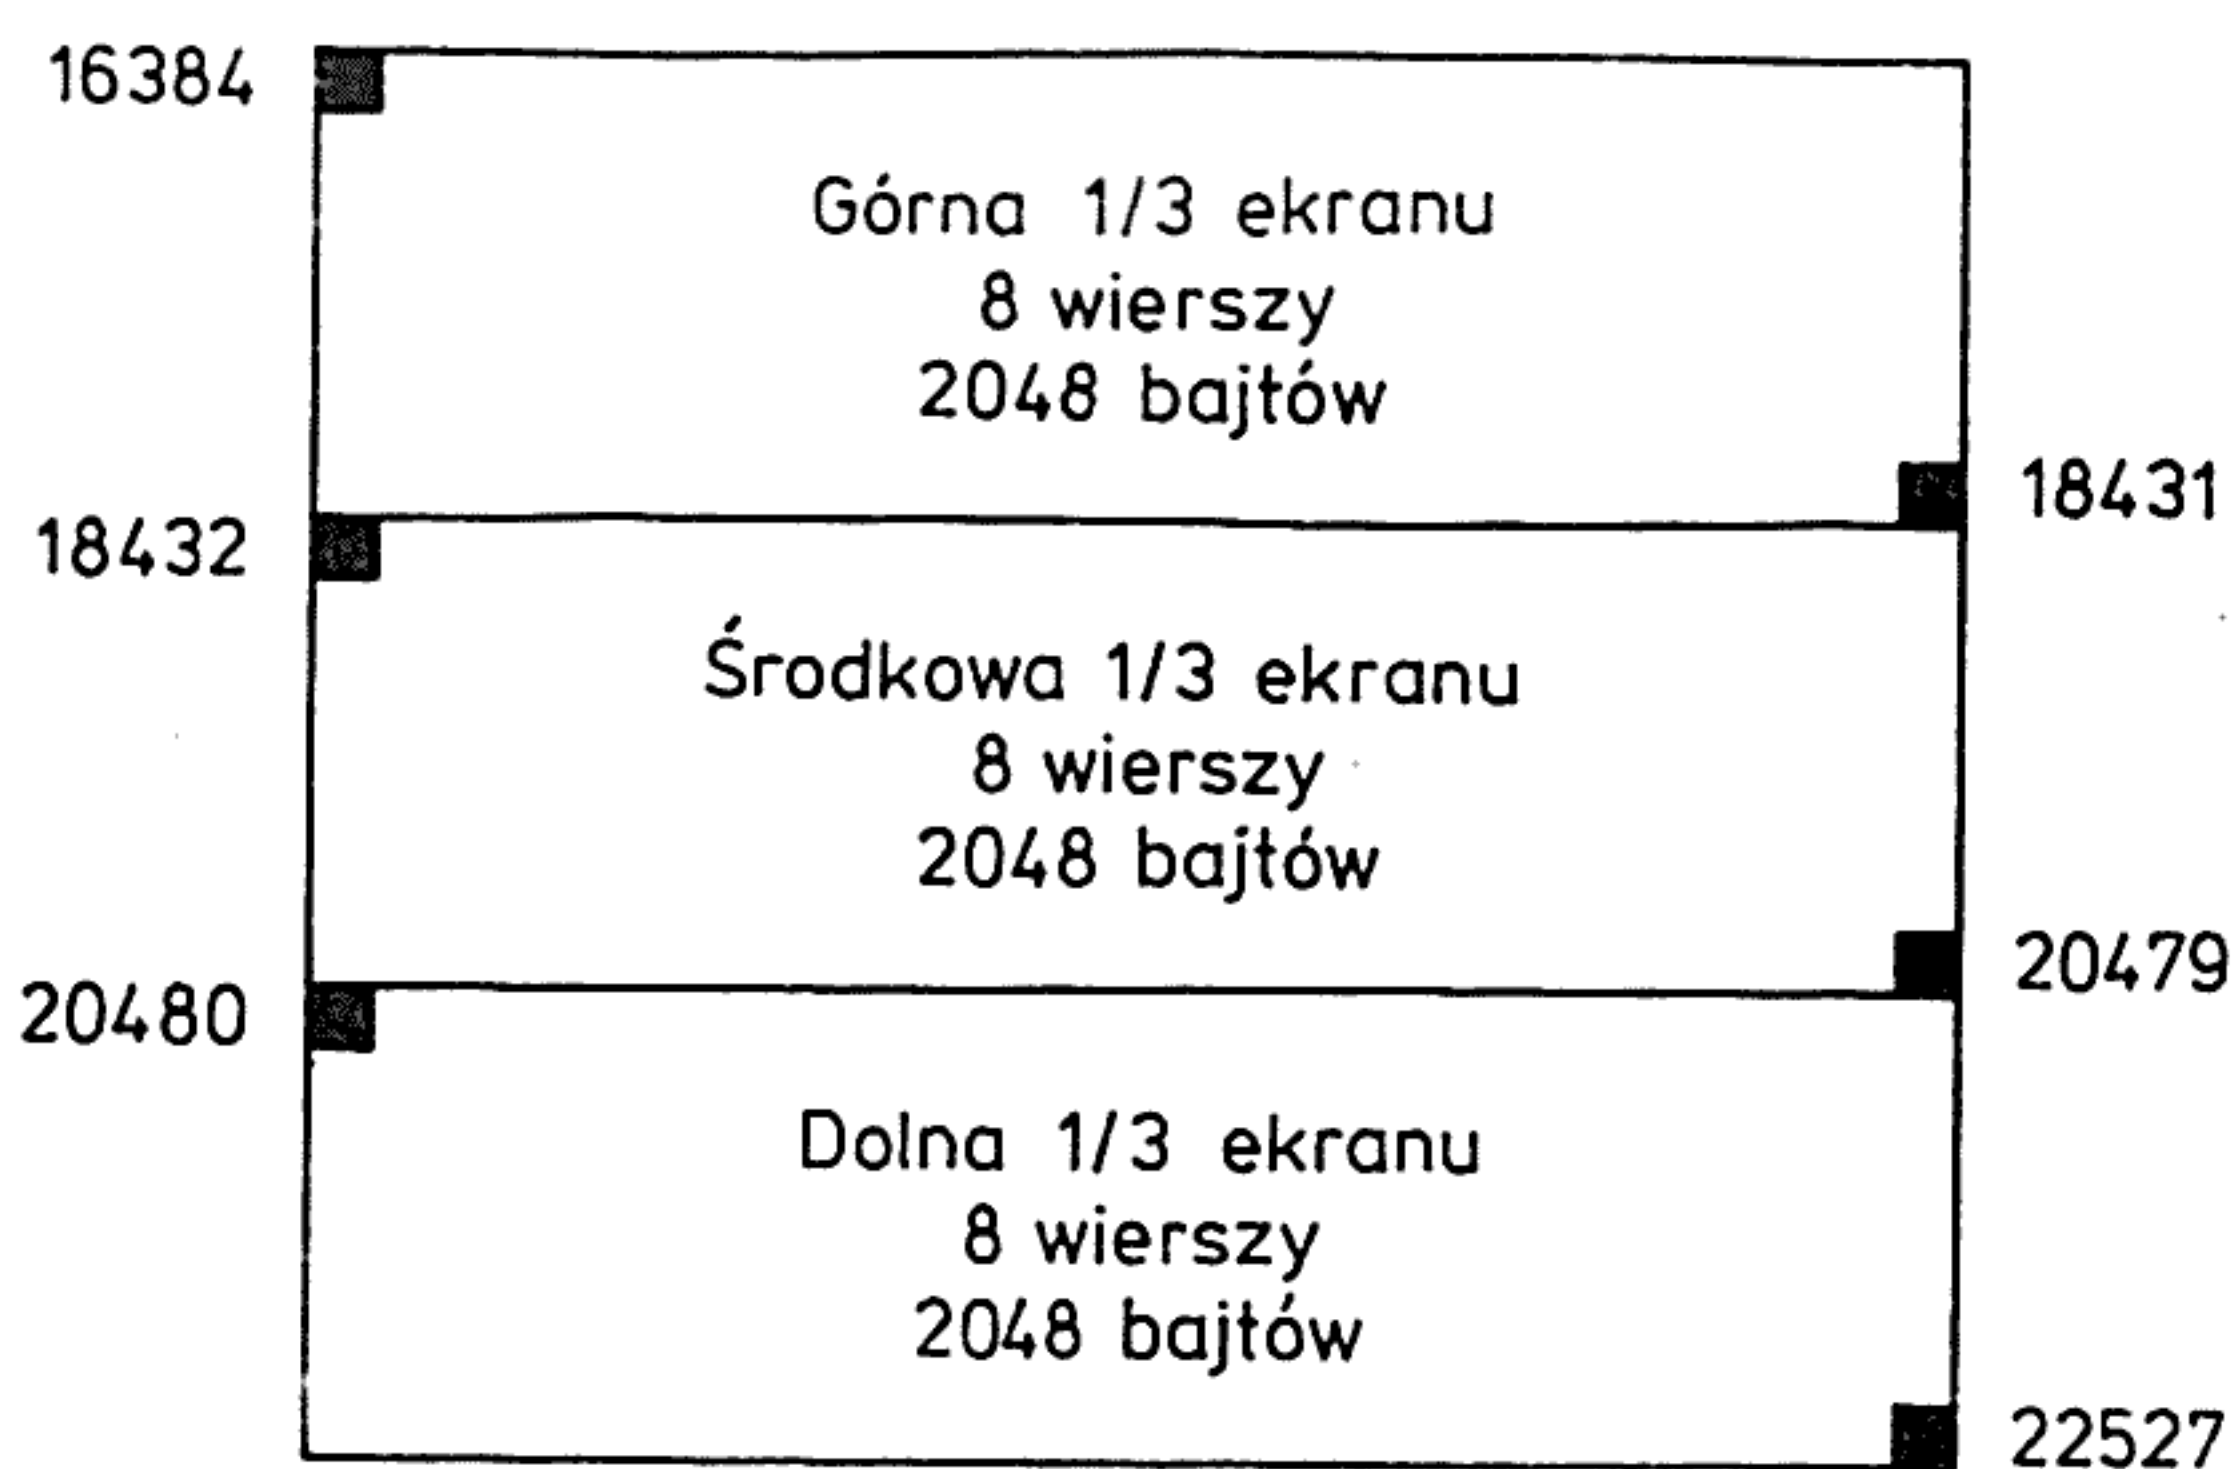 16384
Górna 1/3 ekranu
8 wierszy
2048 bajtów
18431
18432
Środkowa 1/3 ekranu
8 wierszy
2048 bajtów
20479
20480
Dolna 1/3 ekranu
8 wierszy
2048 bajtów
22527